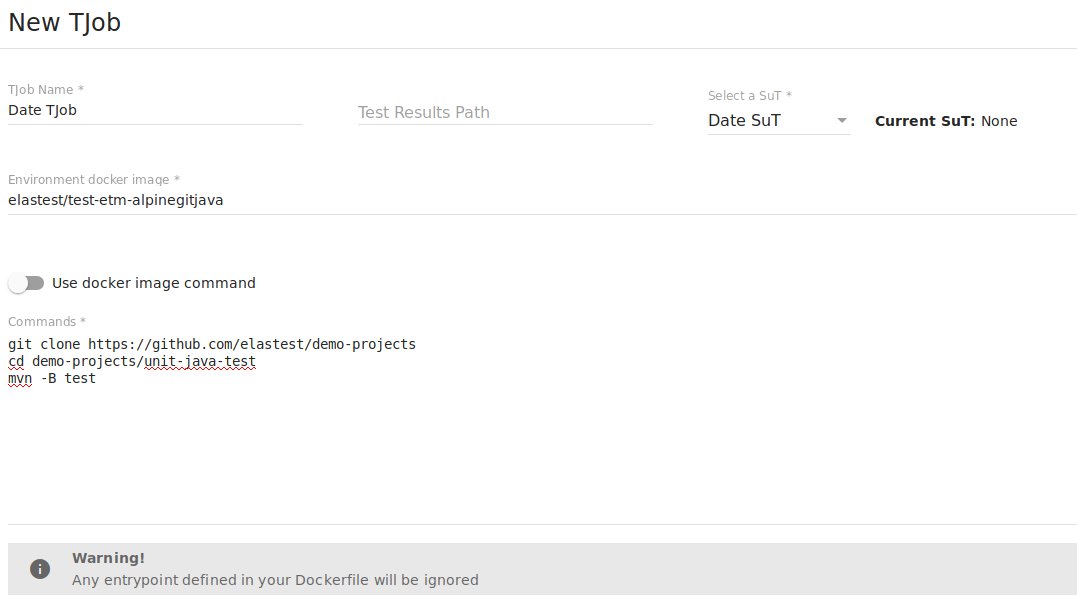 New TJob
TJob Name *
Date TJob
Test Results Path
Select a SuT *
Date SuT
Current SuT: None
Environment docker image *
elastest/test-etm-alpinegitjava
Use docker image command
Commands *
git clone https://github.com/elastest/demo-projects
cd demo-projects/unit-java-test
mvn -B test
Warning!
Any entrypoint defined in your Dockerfile will be ignored